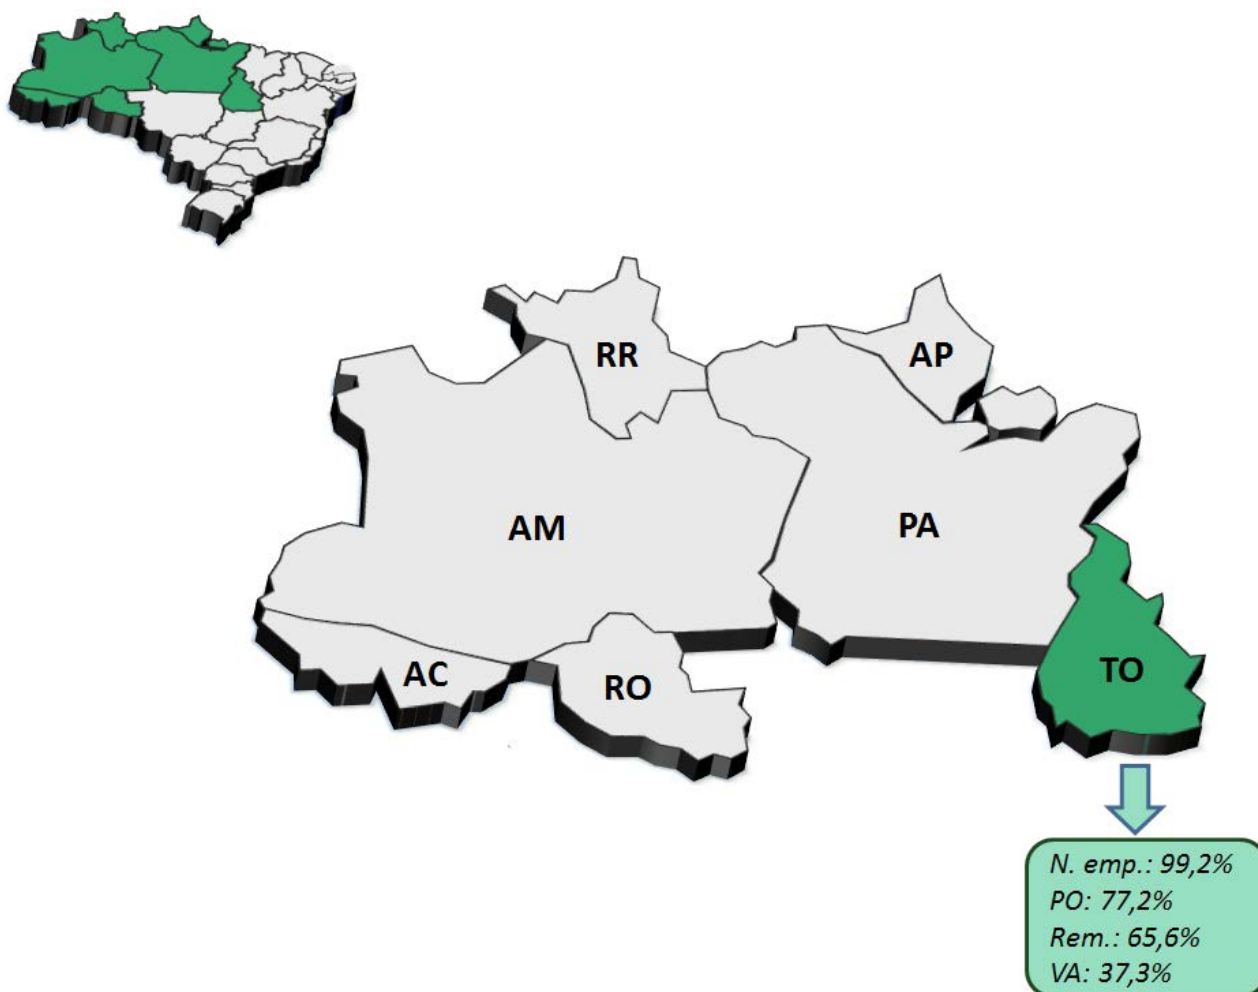 RR
AP
AM
PA
AC
RO
TO
N. emp.: 99,2%
PO: 77,2%
Rem.: 65,6%
VA: 37,3%